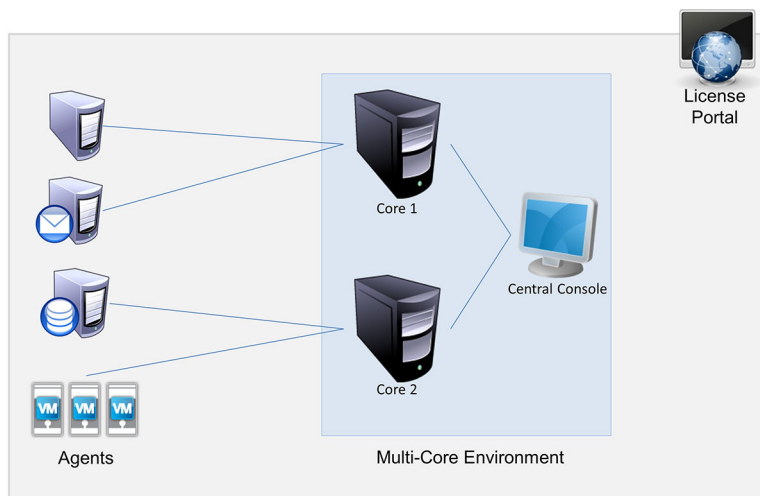 License
Portal
Core 1
Central Console
Core 2
VM VM VM
Agents
Multi-Core Environment